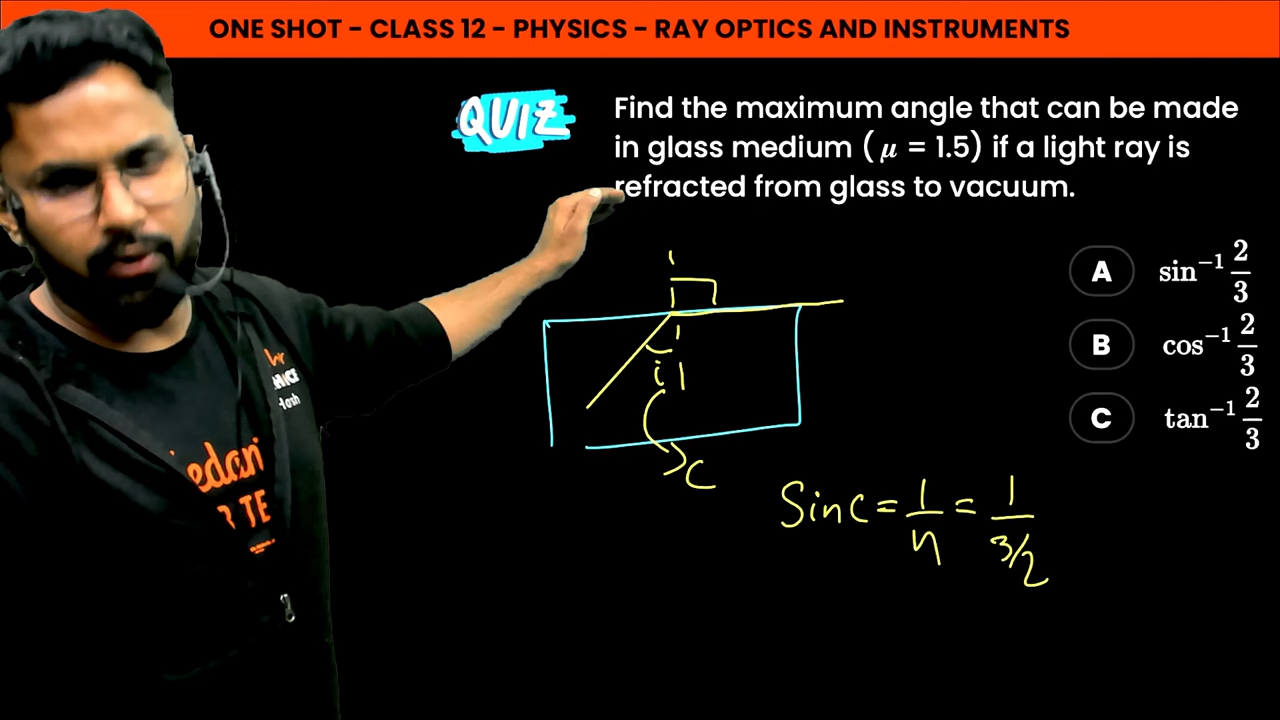 ONE SHOT - CLASS 12 - PHYSICS - RAY OPTICS AND INSTRUMENTS
QUIZ
Find the maximum angle that can be made
in glass medium ( μ = 1.5) if a light ray is
refracted from glass to vacuum.
A sin⁻¹ 2/3
B cos⁻¹ 2/3
C tan⁻¹ 2/3
i
C
Sin c = 1/n = 1/3/2